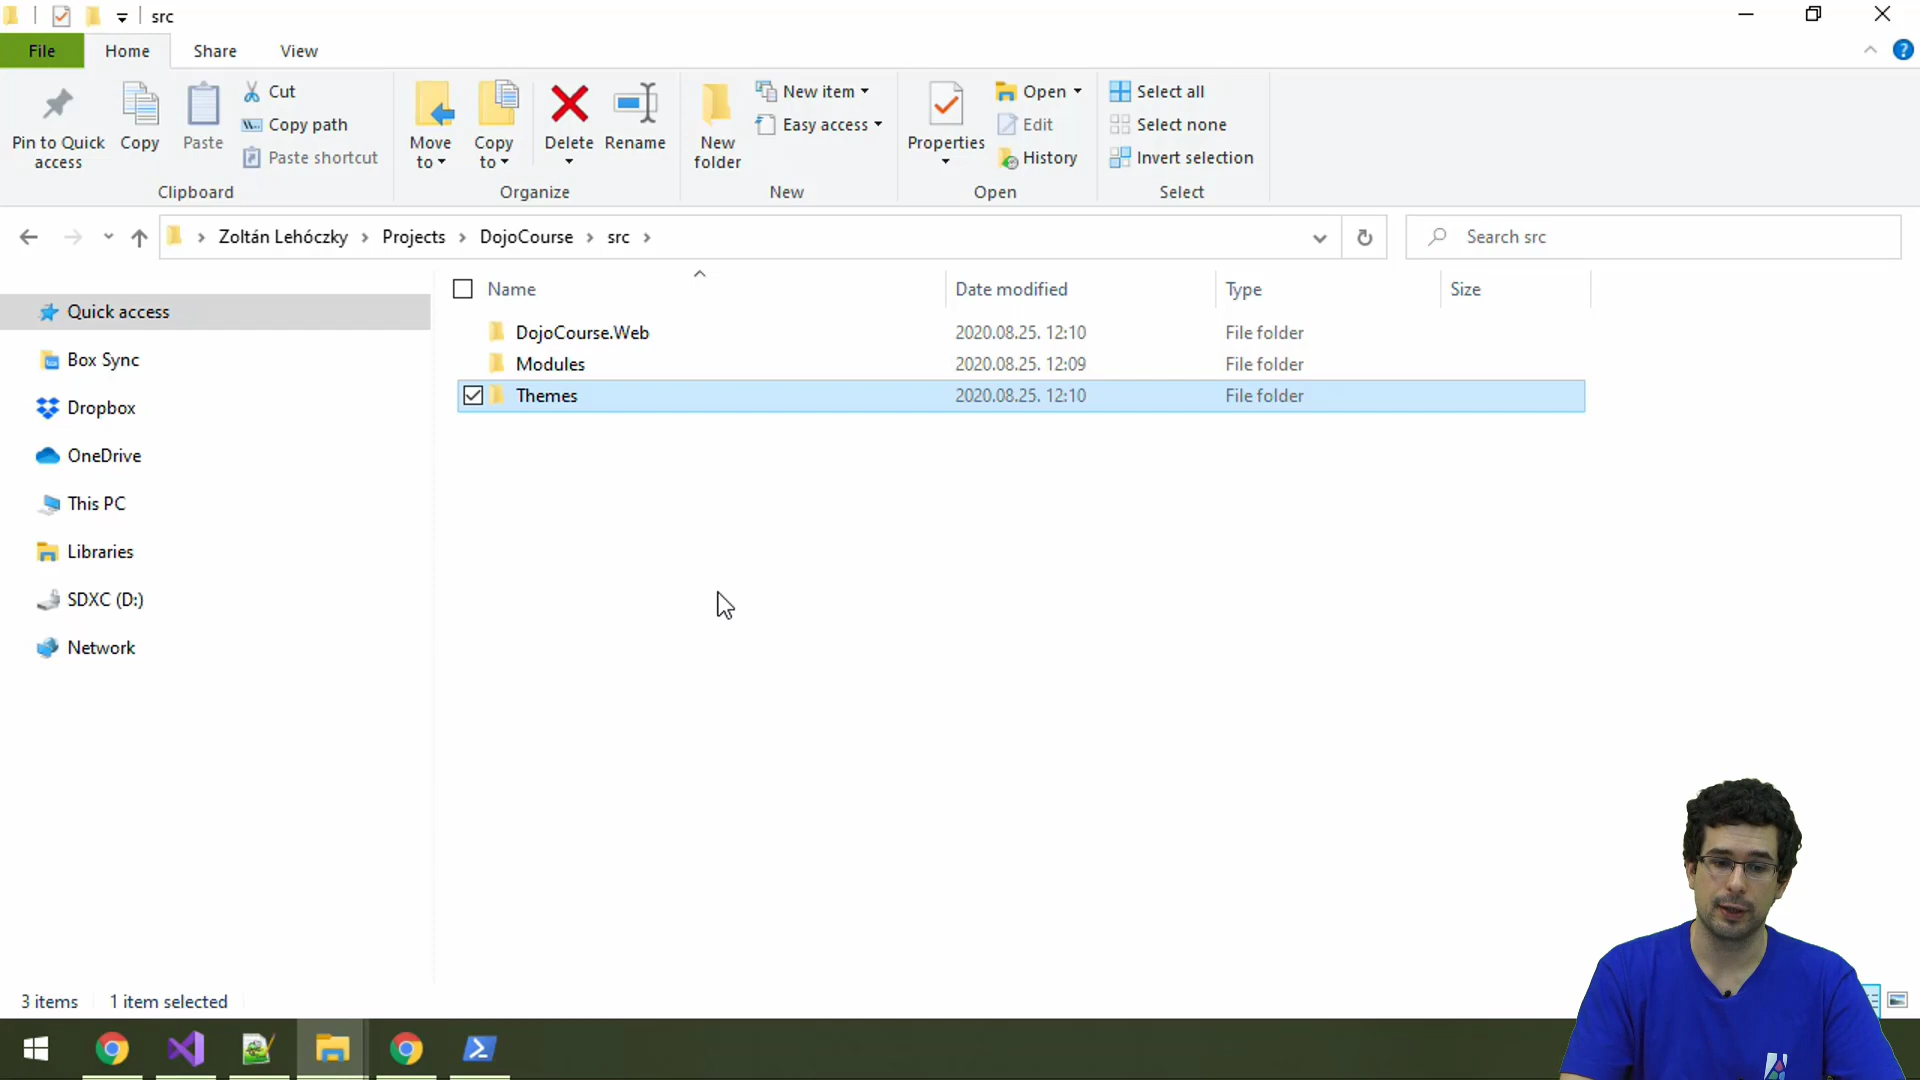 src
File Home Share View
Pin to Quick access
Copy
Paste
Cut
Copy path
Paste shortcut
Clipboard
Move to
Copy to
Delete
Rename
Organize
New folder
New item
Easy access
New
Properties
Open
Edit
History
Open
Select all
Select none
Invert selection
Select
Zoltán Lehóczky Projects DojoCourse src
Search src
Quick access
Box Sync
Dropbox
OneDrive
This PC
Libraries
SDXC (D:)
Network
Name Date modified Type Size
DojoCourse.Web 2020.08.25. 12:10 File folder
Modules 2020.08.25. 12:09 File folder
Themes 2020.08.25. 12:10 File folder
3 items 1 item selected